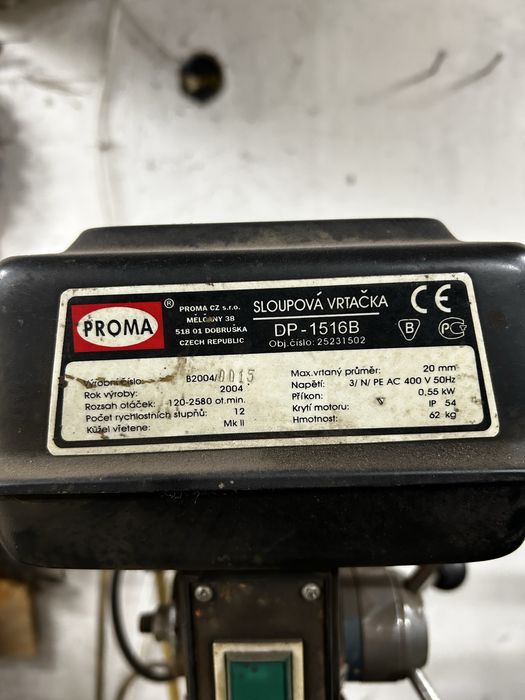 PROMA ®
PROMA CZ s.r.o.
MELČANY 38
518 01 DOBRUŠKA
CZECH REPUBLIC
SLOUPOVÁ VRTAČKA
DP-1516B
Obj.číslo: 25231502
CE
B
PC
Výrobní číslo: B2004/0015
Rok výroby: 2004
Rozsah otáček: 120-2580 ot.min.
Počet rychlostních stupňů: 12
Kůžel vřetene: Mk II
Max.vrtaný průměr: 20 mm
Napětí: 3/ N/ PE AC 400 V 50Hz
Příkon: 0,55 kW
Krytí motoru: IP 54
Hmotnost: 62 kg